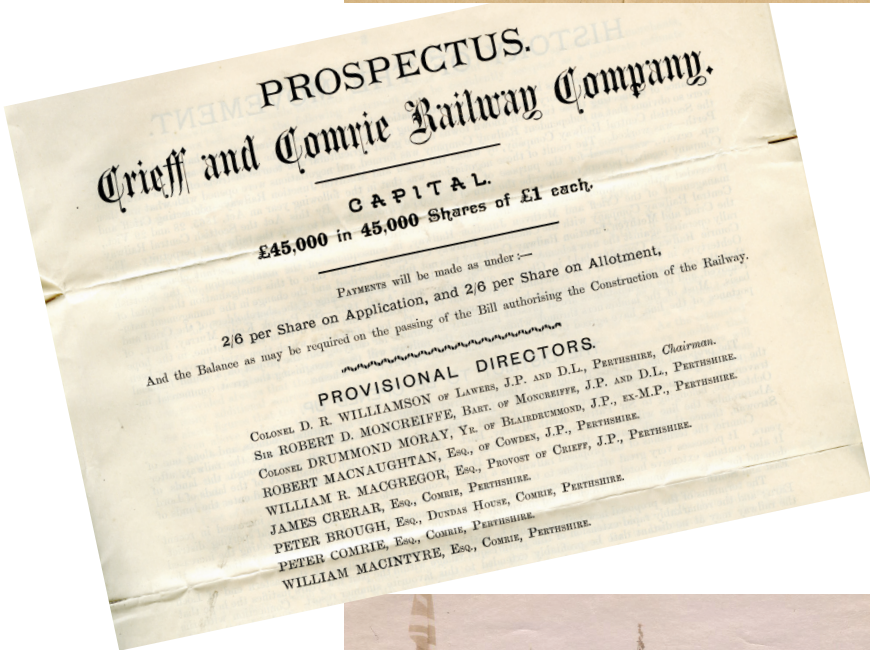 PROSPECTUS.
Crieff and Comrie Railway Company.
CAPITAL.
£45,000 in 45,000 Shares of £1 each.
PAYMENTS will be made as under :—
2/6 per Share on Application, and 2/6 per Share on Allotment,
And the Balance as may be required on the passing of the Bill authorising the Construction of the Railway.
PROVISIONAL DIRECTORS.
COLONEL D. R. WILLIAMSON OF LAWERS, J.P. AND D.L., PERTHSHIRE, Chairman.
SIR ROBERT D. MONCREIFFE, BART. OF MONCREIFFE, J.P. AND D.L., PERTHSHIRE.
COLONEL DRUMMOND MORAY, YR. OF BLAIRDRUMMOND, J.P., EX-M.P., PERTHSHIRE.
ROBERT MACNAUGHTAN, ESQ., OF COWDEN, J.P., PERTHSHIRE.
WILLIAM R. MACGREGOR, ESQ., PROVOST OF CRIEFF, J.P., PERTHSHIRE.
JAMES CRERAR, ESQ., COMRIE, PERTHSHIRE.
PETER BROUGH, ESQ., DUNDAS HOUSE, COMRIE, PERTHSHIRE.
PETER COMRIE, ESQ., COMRIE, PERTHSHIRE.
WILLIAM MACINTYRE, ESQ., COMRIE, PERTHSHIRE.